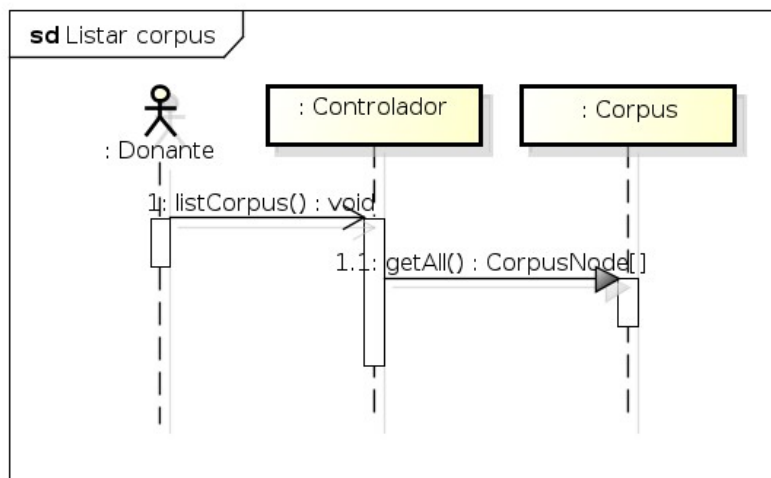 sd Listar corpus
: Donante
: Controlador
: Corpus
1: listCorpus() : void
1.1: getAll() : CorpusNode[]